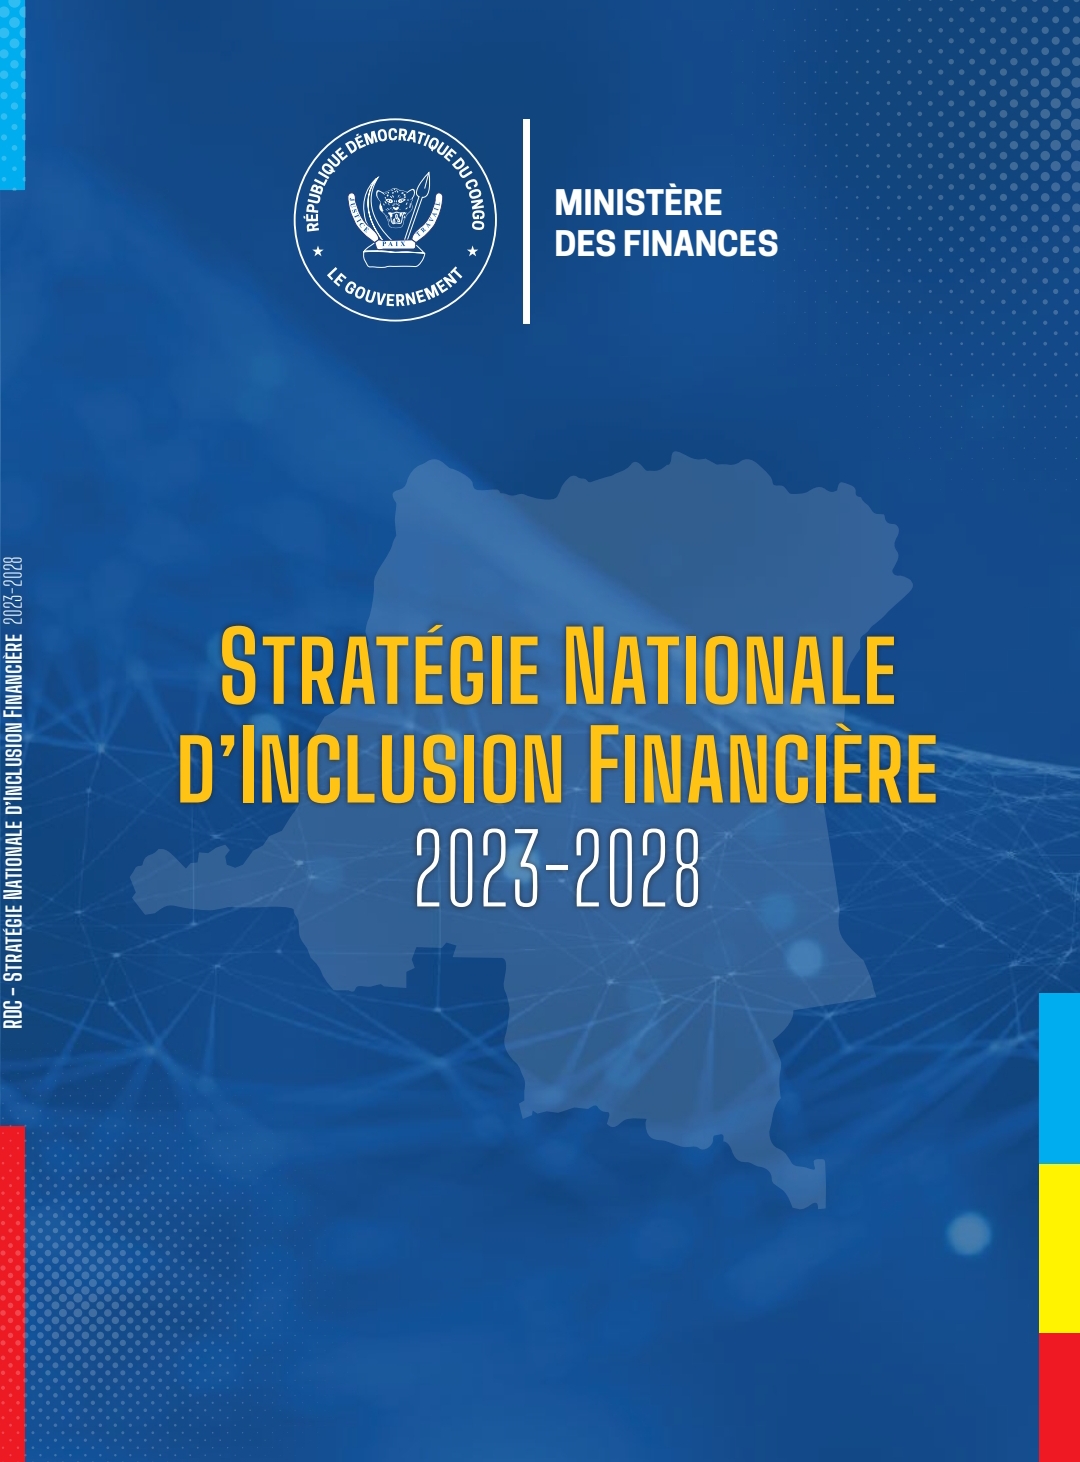 RÉPUBLIQUE DÉMOCRATIQUE DU CONGO
JUSTICE
PAIX
TRAVAIL
LE GOUVERNEMENT
MINISTÈRE
DES FINANCES
STRATÉGIE NATIONALE
D'INCLUSION FINANCIÈRE
2023-2028
RDC - STRATÉGIE NATIONALE D'INCLUSION FINANCIÈRE 2023-2028